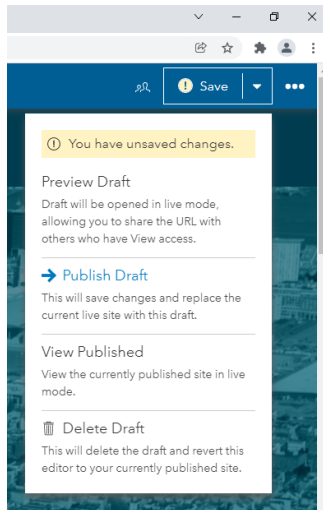 Save
You have unsaved changes.
Preview Draft
Draft will be opened in live mode,
allowing you to share the URL with
others who have View access.
Publish Draft
This will save changes and replace the
current live site with this draft.
View Published
View the currently published site in live
mode.
Delete Draft
This will delete the draft and revert this
editor to your currently published site.